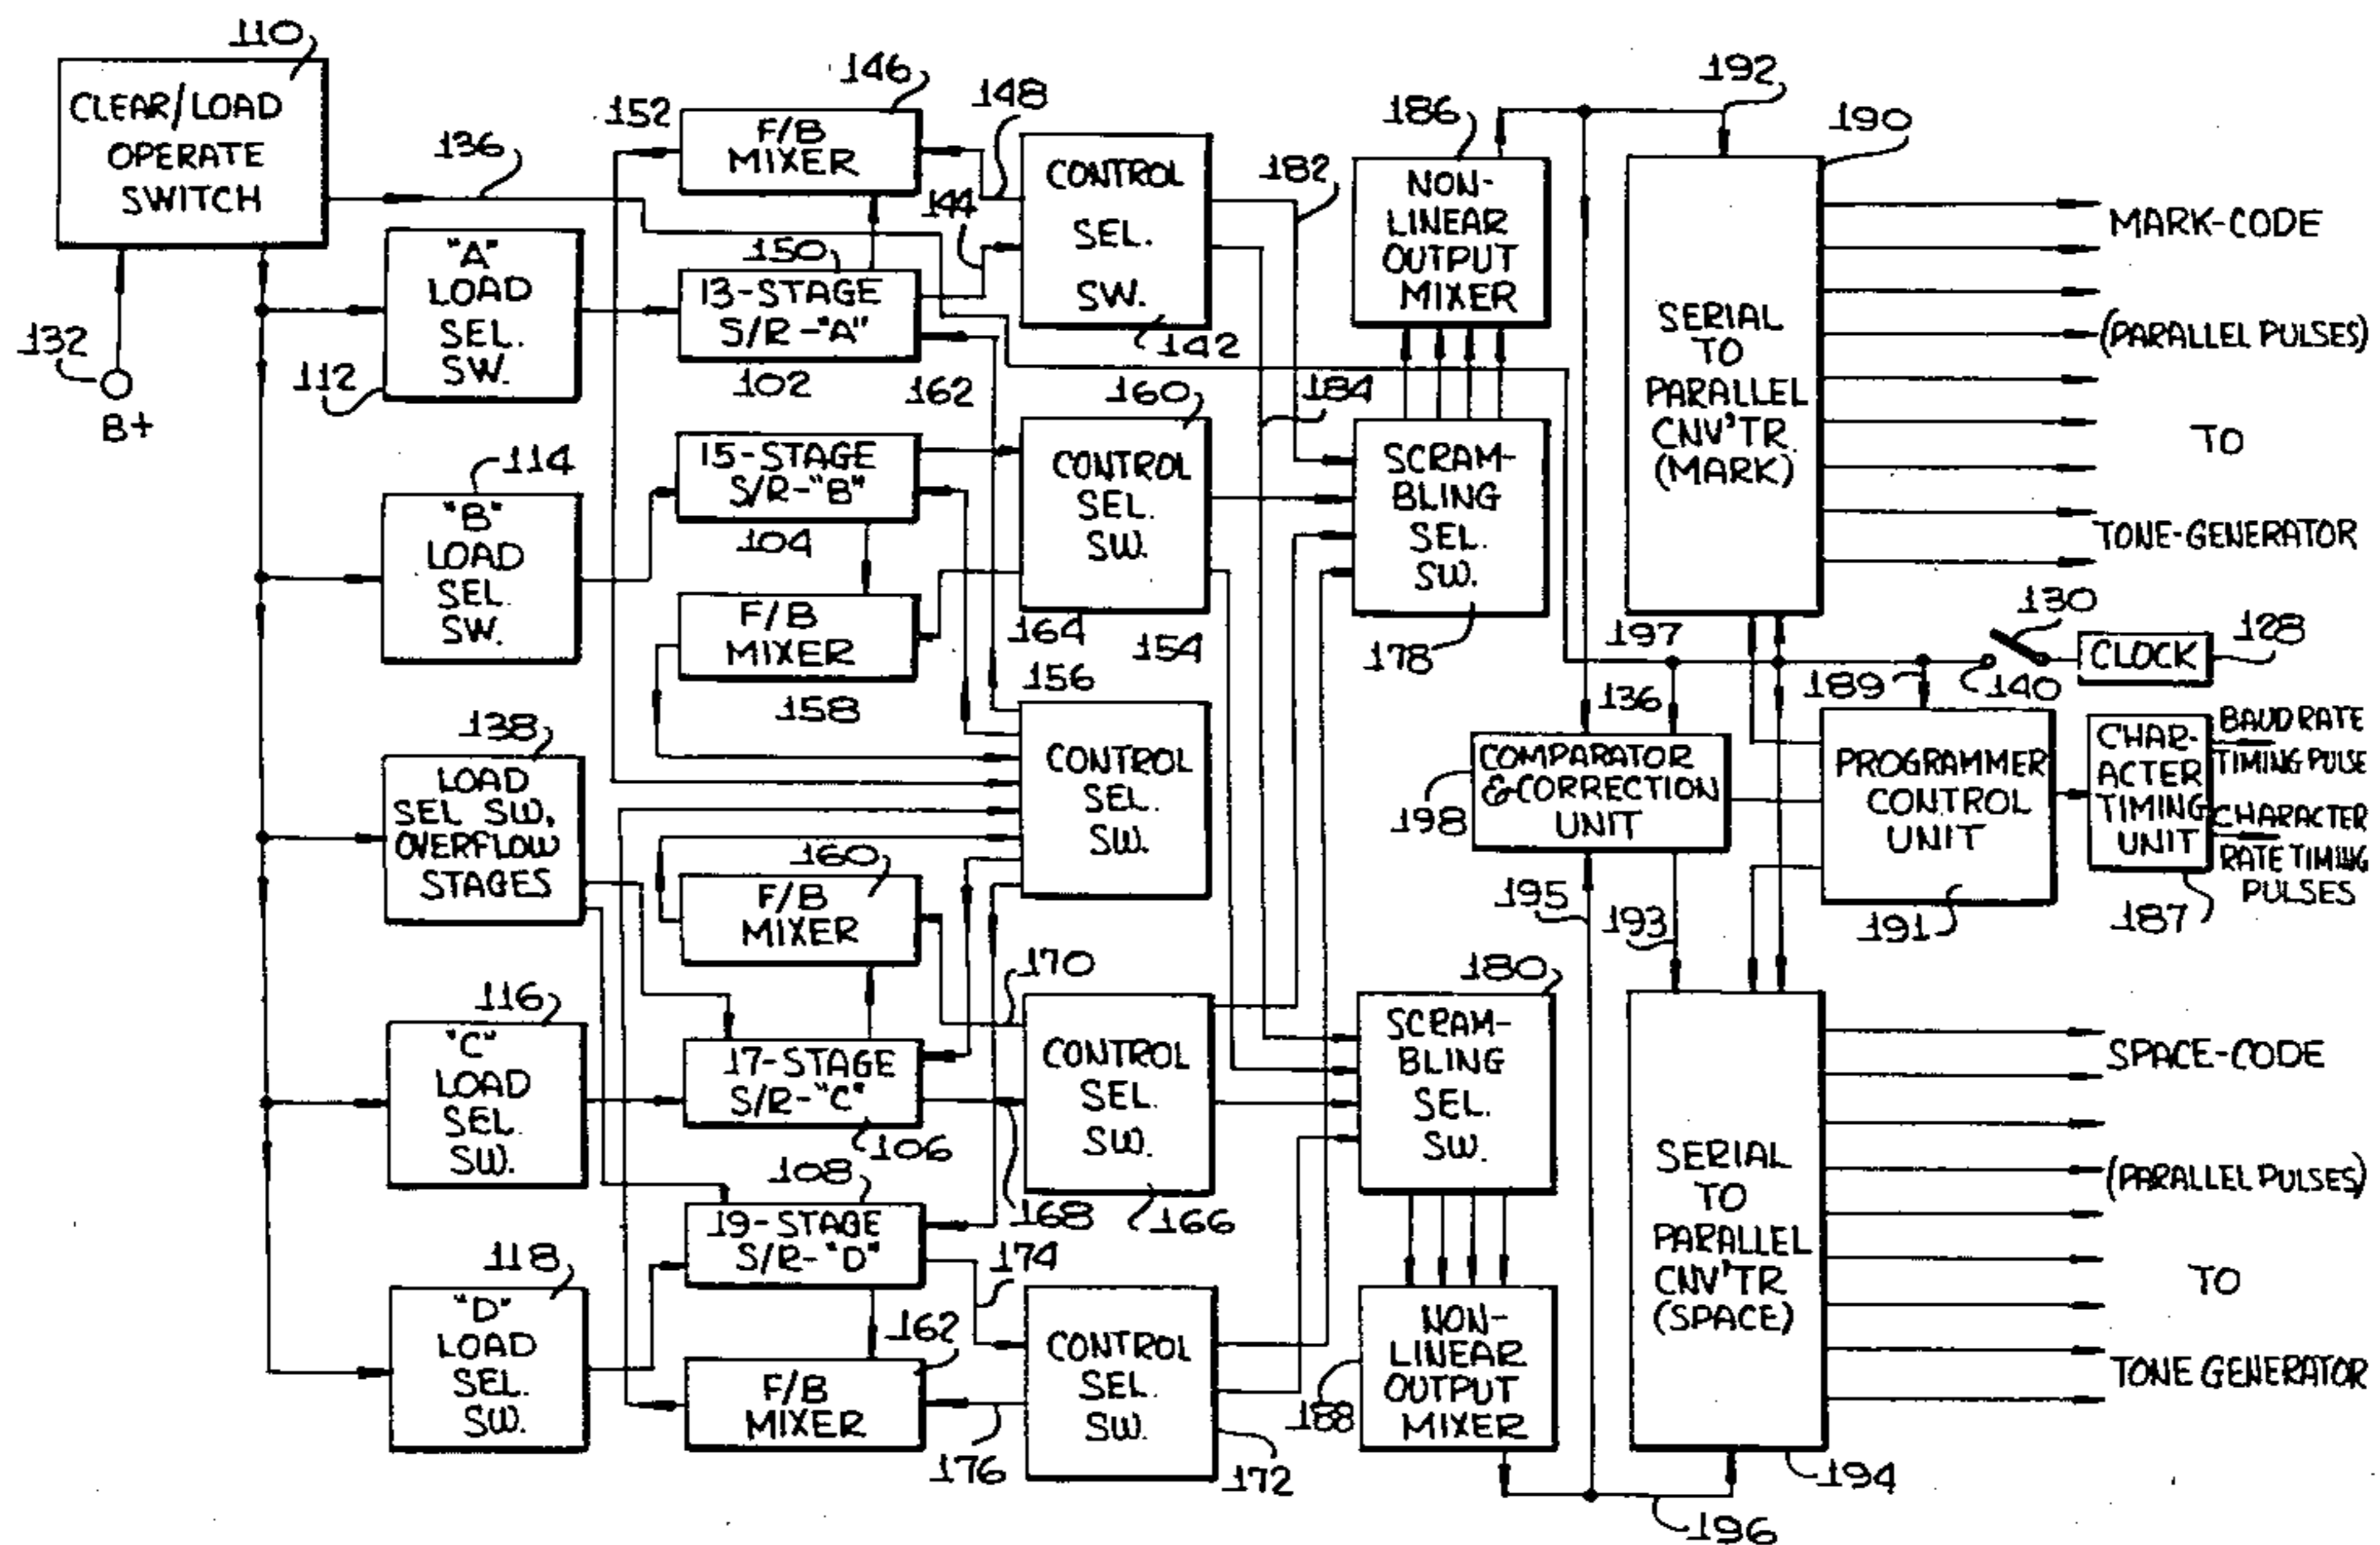 110
CLEAR/LOAD
OPERATE
SWITCH
132
B+
136
"A"
LOAD
SEL.
SW.
112
114
"B"
LOAD
SEL.
SW.
138
LOAD
SEL SW,
OVERFLOW
STAGES
116
"C"
LOAD
SEL
SW.
118
"D"
LOAD
SEL.
SW.
152
146
F/B
MIXER
148
144
150
13-STAGE
S/R-"A"
102
162
15-STAGE
S/R-"B"
104
F/B
MIXER
158
160
F/B
MIXER
170
17-STAGE
S/R-"C"
106
168
108
19-STAGE
S/R-"D"
174
162
F/B
MIXER
176
CONTROL
SEL.
SW.
142
160
CONTROL
SEL.
SW.
164
154
156
CONTROL
SEL.
SW.
CONTROL
SEL.
SW.
166
CONTROL
SEL.
SW.
172
182
184
186
NON-
LINEAR
OUTPUT
MIXER
SCRAM-
BLING
SEL.
SW.
178
180
SCRAM-
BLING
SEL.
SW.
NON-
LINEAR
OUTPUT
MIXER
188
192
190
SERIAL
TO
PARALLEL
CNV'TR
(MARK)
MARK-CODE
(PARALLEL PULSES)
TO
TONE-GENERATOR
197
130
CLOCK
128
140
189
136
COMPARATOR
&CORRECTION
UNIT
198
PROGRAMMER
CONTROL
UNIT
191
CHAR-
ACTER
TIMING
UNIT
187
BAUD RATE
TIMING PULSE
CHARACTER
RATE TIMING
PULSES
195
193
SERIAL
TO
PARALLEL
CNV'TR
(SPACE)
194
196
SPACE-CODE
(PARALLEL PULSES)
TO
TONE GENERATOR